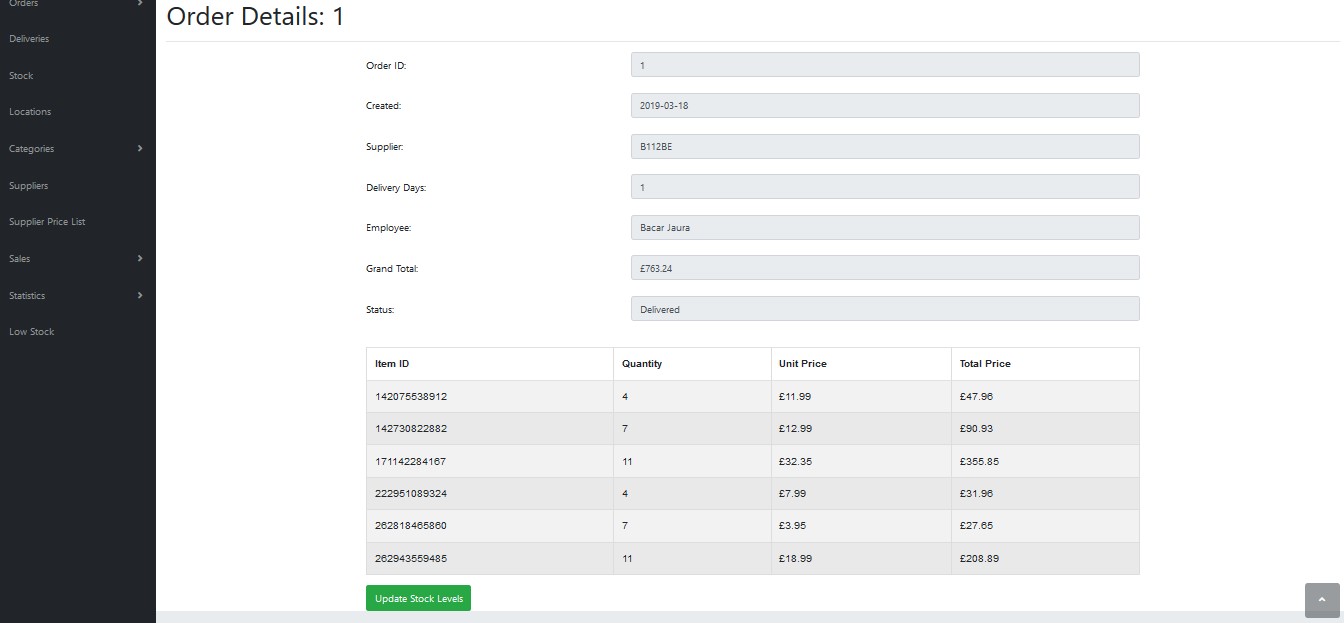 Orders
Deliveries
Stock
Locations
Categories
Suppliers
Supplier Price List
Sales
Statistics
Low Stock
Order Details: 1
Order ID: 1
Created: 2019-03-18
Supplier: B112BE
Delivery Days: 1
Employee: Bacar Jaura
Grand Total: £763.24
Status: Delivered
Item ID Quantity Unit Price Total Price
142075538912 4 £11.99 £47.96
142730822882 7 £12.99 £90.93
171142284167 11 £32.35 £355.85
222951089324 4 £7.99 £31.96
262818465860 7 £3.95 £27.65
262943559485 11 £18.99 £208.89
Update Stock Levels